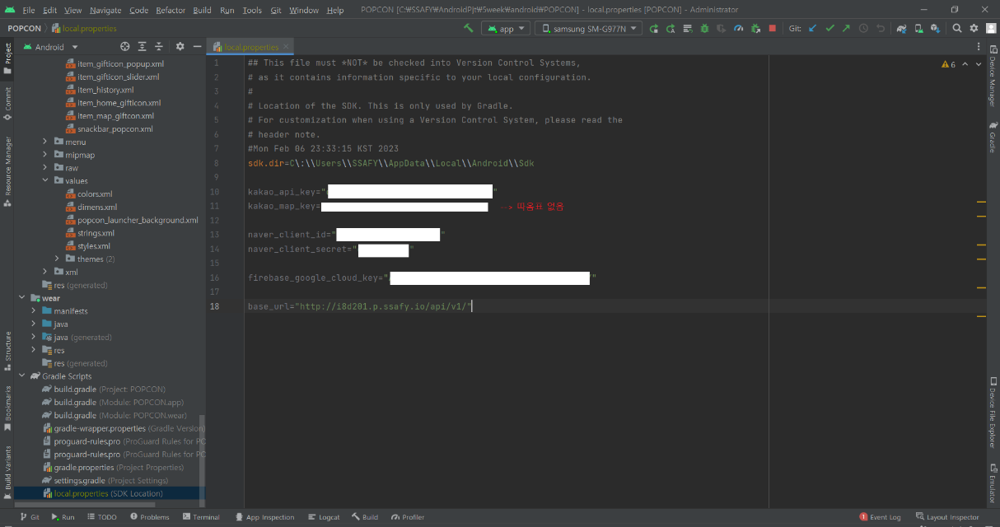 File Edit View Navigate Code Refactor Build Run Tools Git Window Help POPCON [C:₩SSAFY₩AndroidPjt₩5week₩android₩POPCON] - local.properties [POPCON] - Administrator
POPCON local.properties app samsung SM-G977N Git:
Android local.properties
Project
Commit
Resource Manager
Structure
Bookmarks
Build Variants
item_gifticon_popup.xml
item_gifticon_slider.xml
item_history.xml
item_home_gifticon.xml
item_map_giftcon.xml
snackbar_popcon.xml
menu
mipmap
raw
values
colors.xml
dimens.xml
popcon_launcher_background.xml
strings.xml
styles.xml
themes (2)
xml
res (generated)
wear
manifests
java
java (generated)
res
res (generated)
Gradle Scripts
build.gradle (Project: POPCON)
build.gradle (Module: POPCON.app)
build.gradle (Module: POPCON.wear)
gradle-wrapper.properties (Gradle Version)
proguard-rules.pro (ProGuard Rules for PO
proguard-rules.pro (ProGuard Rules for PO
gradle.properties (Project Properties)
settings.gradle (Project Settings)
local.properties (SDK Location)
1 ## This file must *NOT* be checked into Version Control Systems,
2 # as it contains information specific to your local configuration.
3 #
4 # Location of the SDK. This is only used by Gradle.
5 # For customization when using a Version Control System, please read the
6 # header note.
7 #Mon Feb 06 23:33:15 KST 2023
8 sdk.dir=C\:\\Users\\SSAFY\\AppData\\Local\\Android\\Sdk
9
10 kakao_api_key=" "
11 kakao_map_key= --> 따옴표 없음
12
13 naver_client_id=" "
14 naver_client_secret=" "
15
16 firebase_google_cloud_key=" "
17
18 base_url="http://i8d201.p.ssafy.io/api/v1/"
6
Device Manager
Gradle
Device File Explorer
Emulator
Git Run TODO Problems Terminal App Inspection Logcat Build Profiler 1 Event Log Layout Inspector